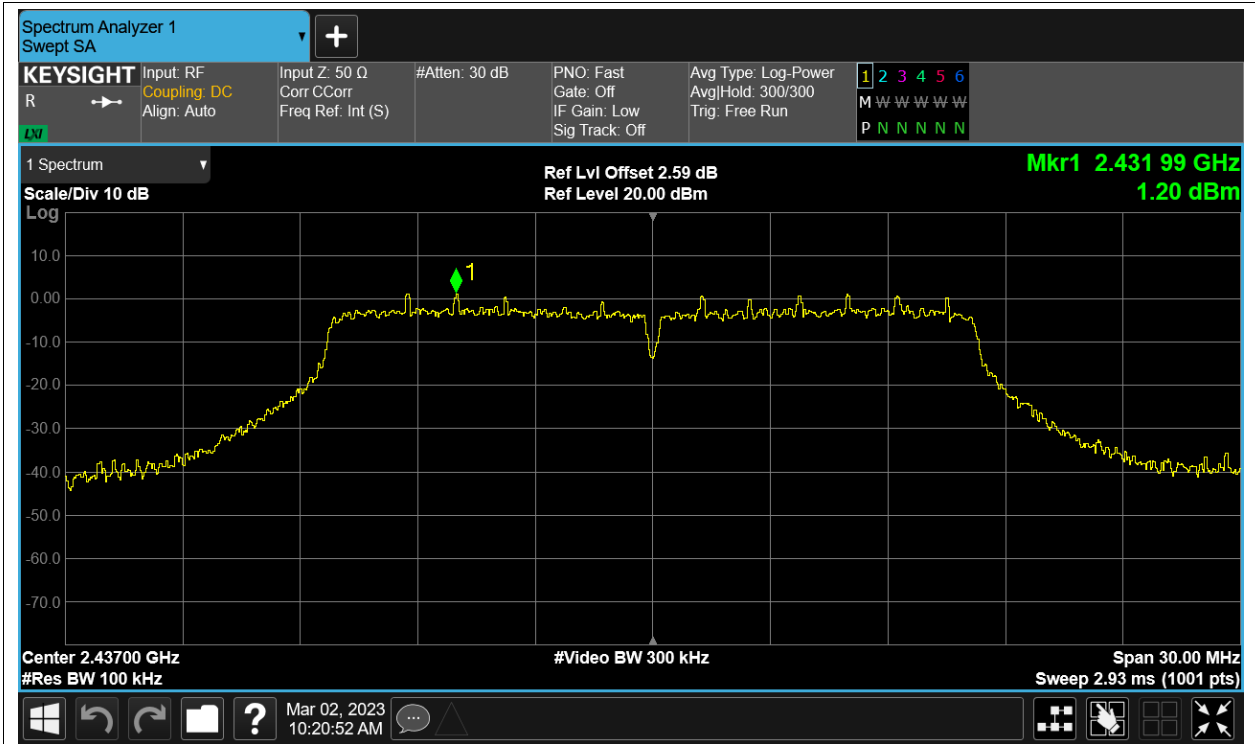 Spectrum Analyzer 1
Swept SA
+
KEYSIGHT
R
LXI
Input: RF
Coupling: DC
Align: Auto
Input Z: 50 Ω
Corr CCorr
Freq Ref: Int (S)
#Atten: 30 dB
PNO: Fast
Gate: Off
IF Gain: Low
Sig Track: Off
Avg Type: Log-Power
Avg|Hold: 300/300
Trig: Free Run
1 2 3 4 5 6
M W W W W W
P N N N N N
1 Spectrum
Scale/Div 10 dB
Log
Ref Lvl Offset 2.59 dB
Ref Level 20.00 dBm
Mkr1 2.431 99 GHz
1.20 dBm
1
10.0
0.00
-10.0
-20.0
-30.0
-40.0
-50.0
-60.0
-70.0
Center 2.43700 GHz
#Res BW 100 kHz
#Video BW 300 kHz
Span 30.00 MHz
Sweep 2.93 ms (1001 pts)
?
Mar 02, 2023
10:20:52 AM